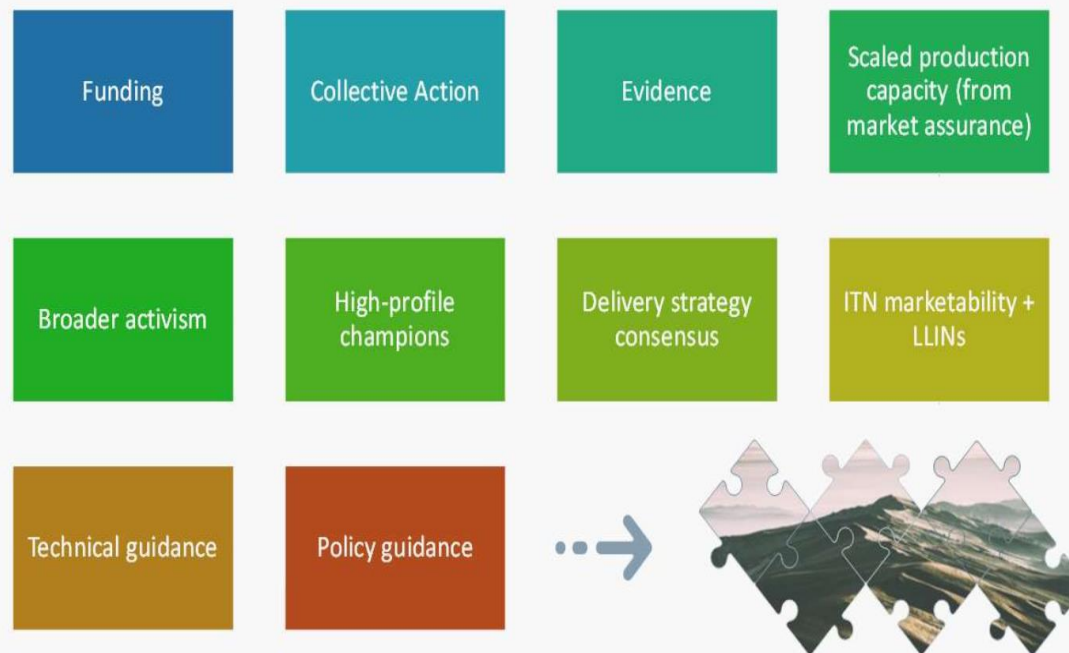 Funding
Collective Action
Evidence
Scaled production
capacity (from
market assurance)
Broader activism
High-profile
champions
Delivery strategy
consensus
ITN marketability +
LLINs
Technical guidance
Policy guidance